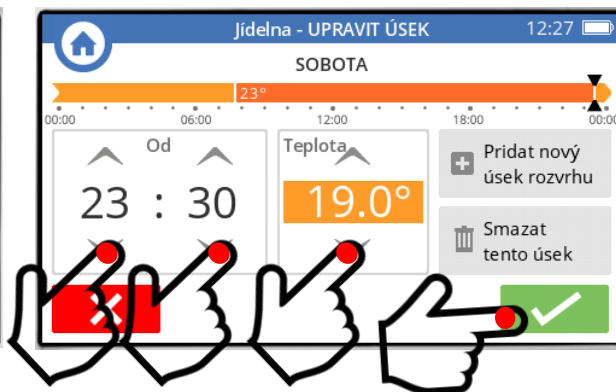 Jídelna - UPRAVIT ÚSEK 12:27
SOBOTA
23°
00:00 06:00 12:00 18:00 00:00
Od Teplota
23 : 30 19.0°
Pridat nový
úsek rozvrhu
Smazat
tento úsek